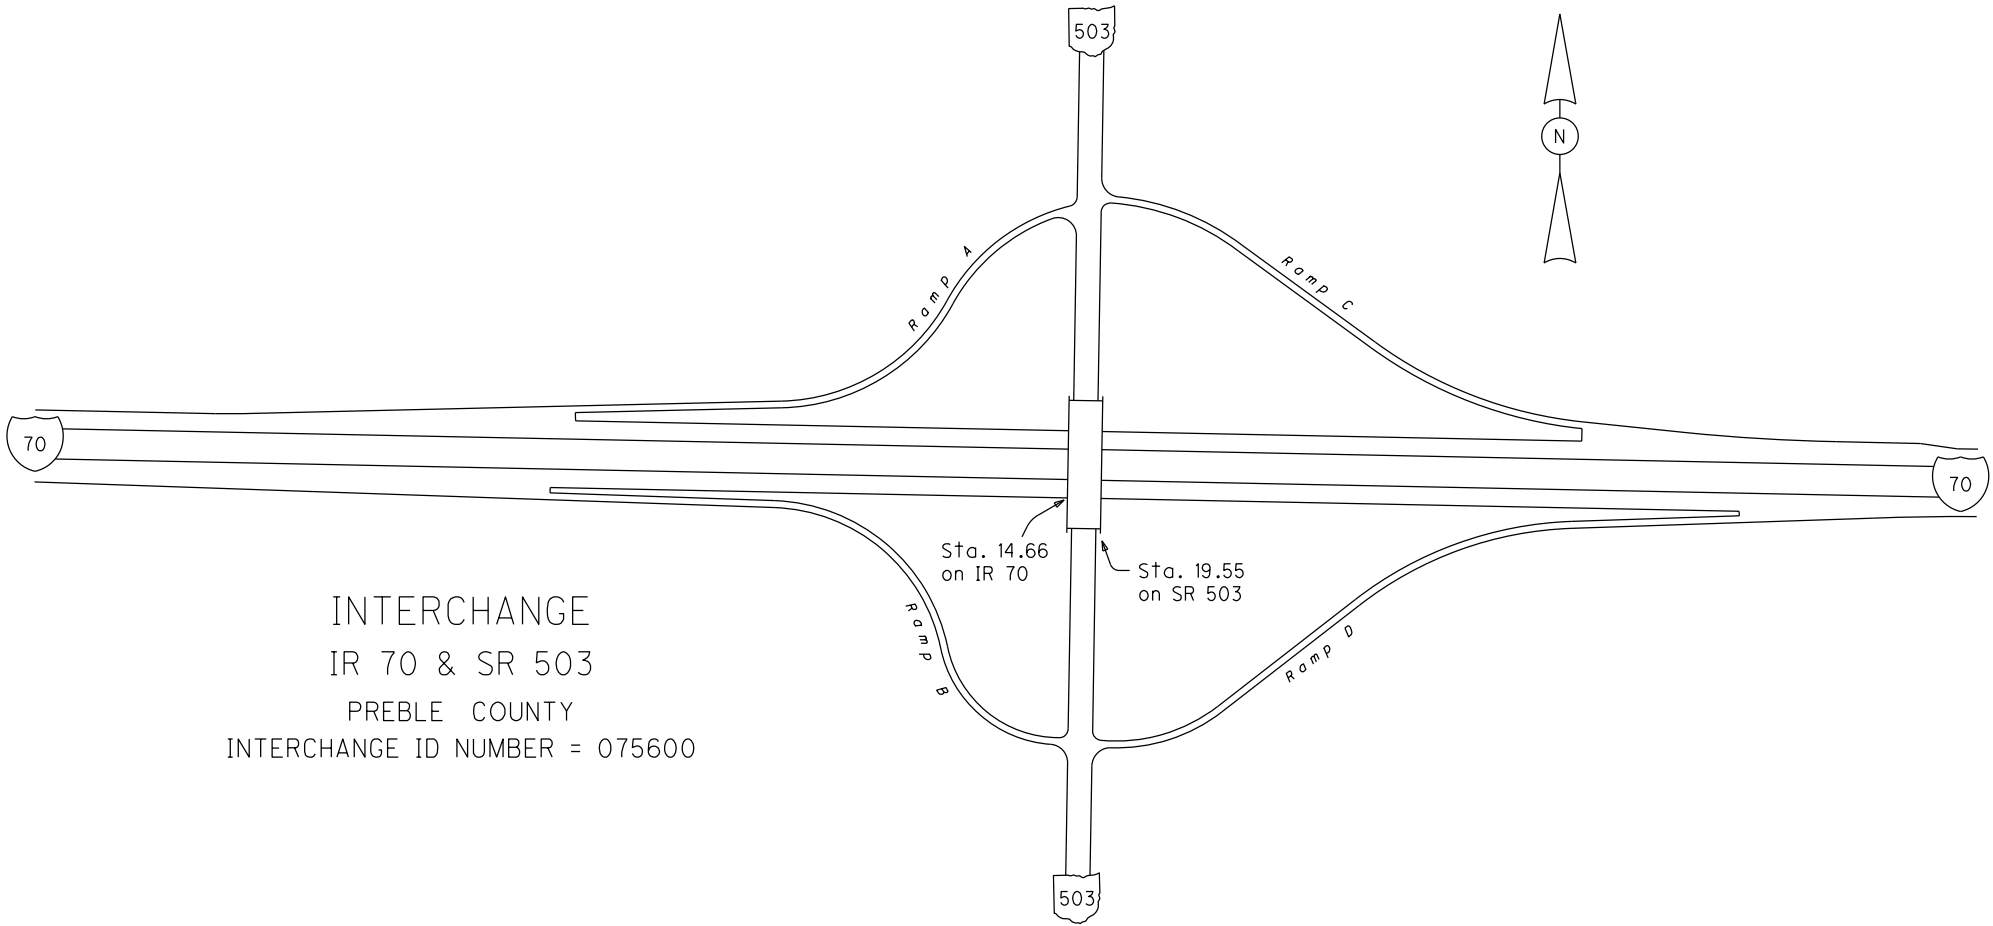 503
N
Ramp A
Ramp C
70
70
Sta. 14.66
on IR 70
Sta. 19.55
on SR 503
INTERCHANGE
IR 70 & SR 503
PREBLE COUNTY
INTERCHANGE ID NUMBER = 075600
Ramp B
Ramp D
503